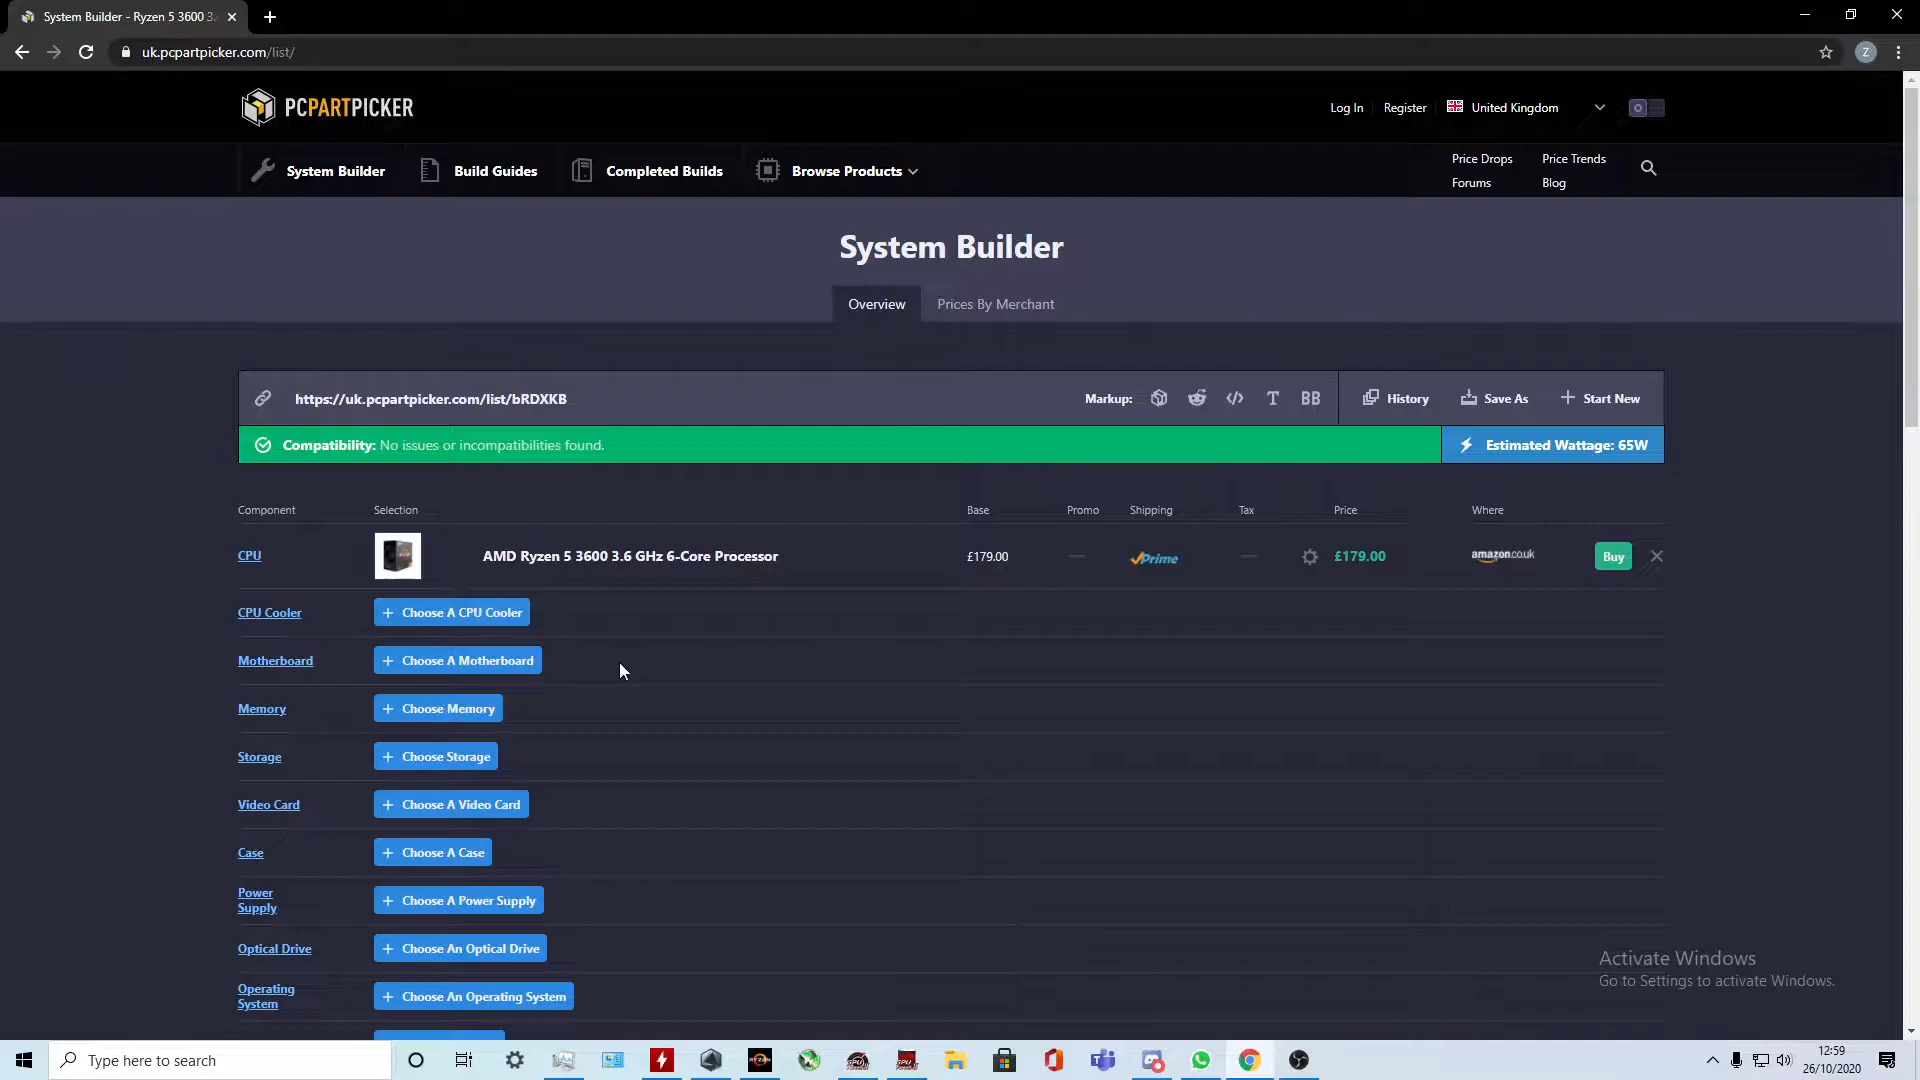 System Builder - Ryzen 5 3600 3.
uk.pcpartpicker.com/list/
Z
PCPARTPICKER
Log In
Register
United Kingdom
System Builder
Build Guides
Completed Builds
Browse Products
Price Drops
Price Trends
Forums
Blog
System Builder
Overview
Prices By Merchant
https://uk.pcpartpicker.com/list/bRDXKB
Markup:
T
BB
History
Save As
Start New
Compatibility: No issues or incompatibilities found.
Estimated Wattage: 65W
Component
Selection
Base
Promo
Shipping
Tax
Price
Where
CPU
AMD Ryzen 5 3600 3.6 GHz 6-Core Processor
£179.00
Prime
£179.00
amazon.co.uk
Buy
CPU Cooler
+ Choose A CPU Cooler
Motherboard
+ Choose A Motherboard
Memory
+ Choose Memory
Storage
+ Choose Storage
Video Card
+ Choose A Video Card
Case
+ Choose A Case
Power
Supply
+ Choose A Power Supply
Optical Drive
+ Choose An Optical Drive
Operating
System
+ Choose An Operating System
Activate Windows
Go to Settings to activate Windows.
Type here to search
12:59
26/10/2020